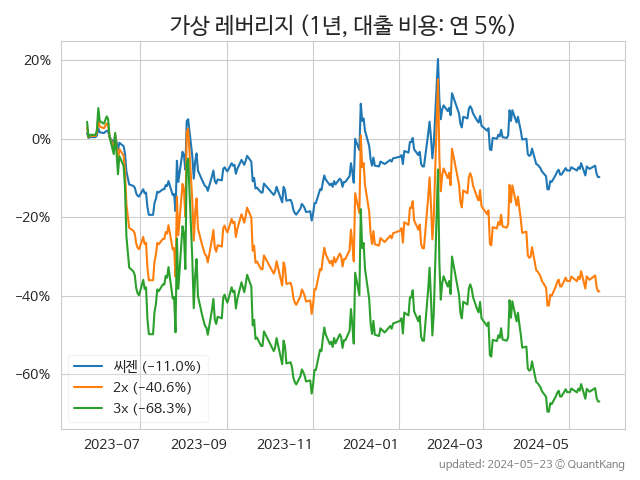 가상 레버리지 (1년, 대출 비용: 연 5%)
20%
0%
−20%
−40%
−60%
씨젠 (−11.0%)
2x (−40.6%)
3x (−68.3%)
2023-07 2023-09 2023-11 2024-01 2024-03 2024-05
updated: 2024-05-23 © QuantKang